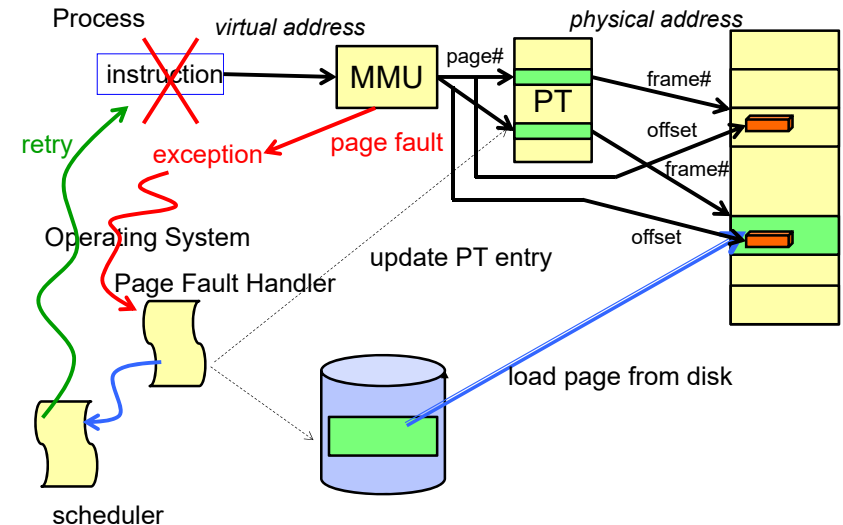 Process
virtual address
physical address
instruction
MMU
page#
PT
frame#
offset
retry
exception
page fault
frame#
Operating System
offset
update PT entry
Page Fault Handler
load page from disk
scheduler